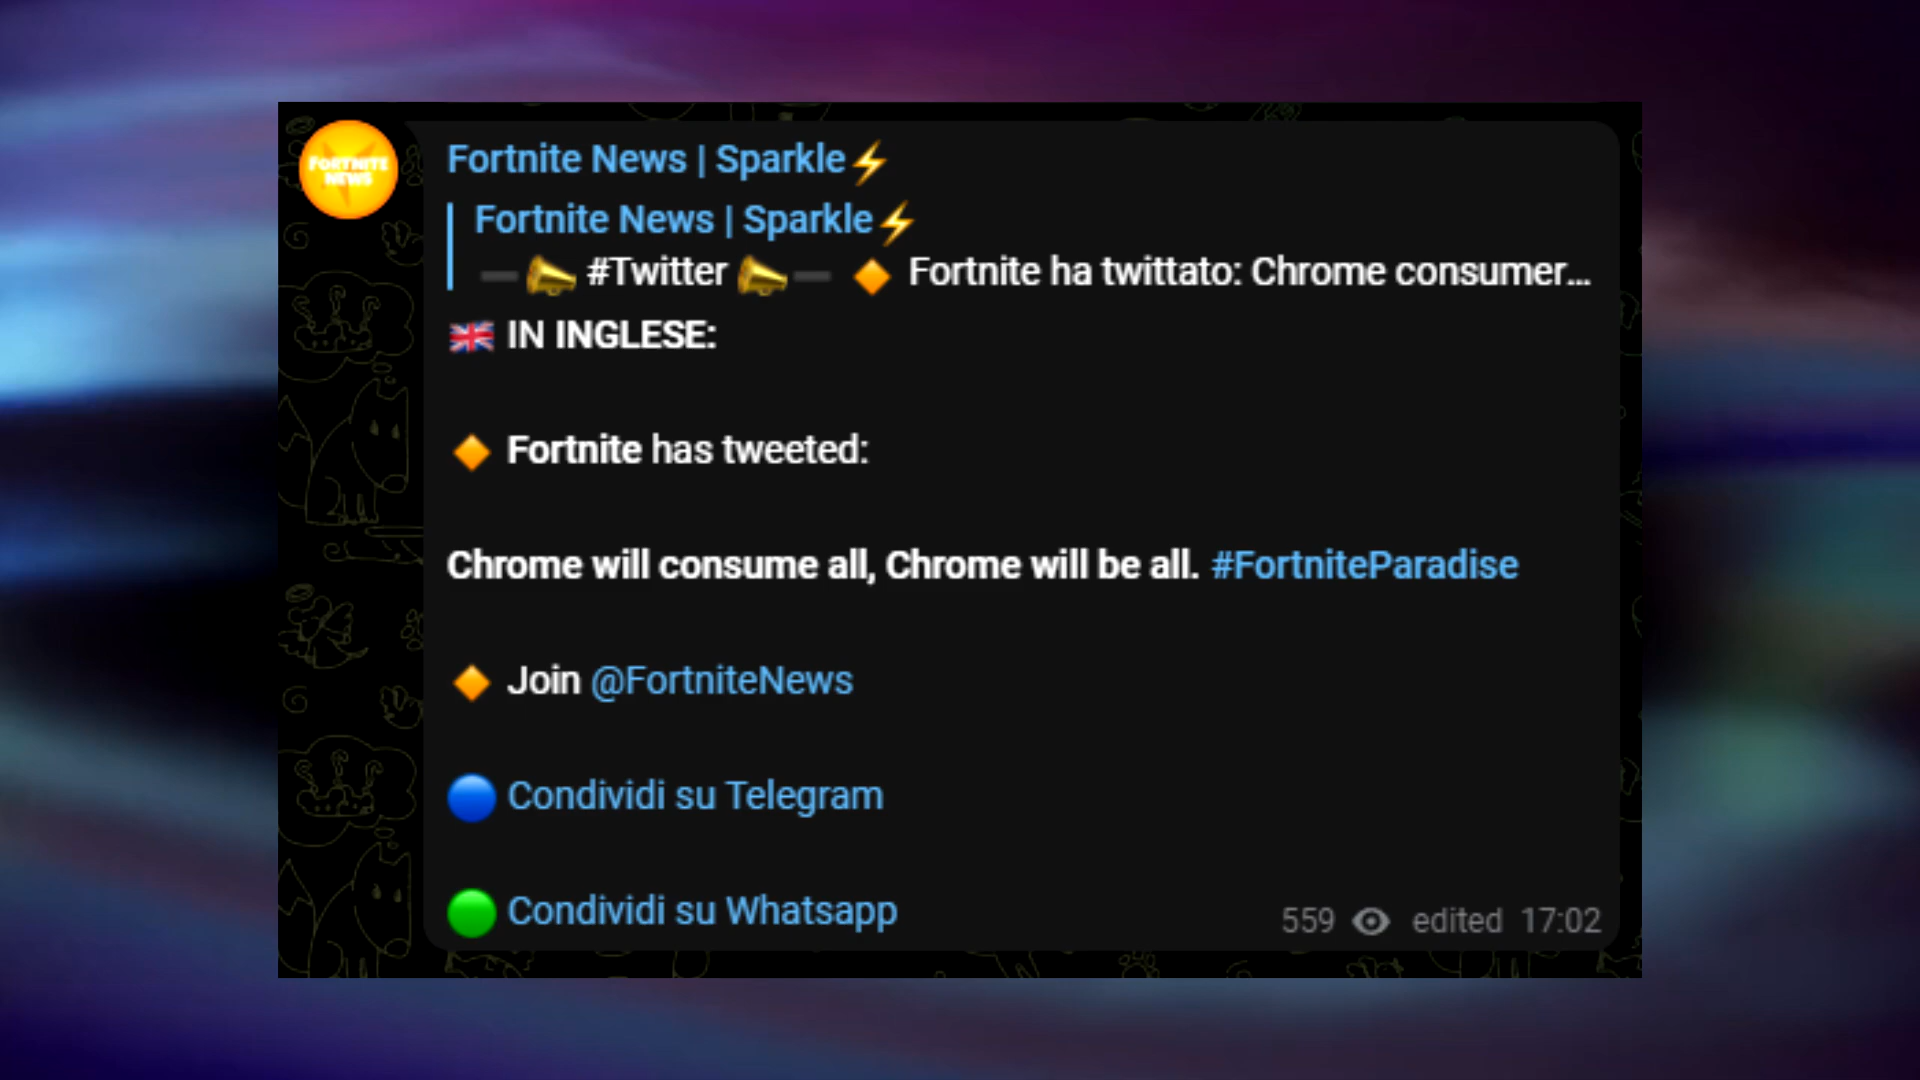 FORTNITE
NEWS
Fortnite News | Sparkle⚡
Fortnite News | Sparkle⚡
➖📣 #Twitter 📣➖ 🔸 Fortnite ha twittato: Chrome consumer...
🇬🇧 IN INGLESE:
🔸 Fortnite has tweeted:
Chrome will consume all, Chrome will be all. #FortniteParadise
🔸 Join @FortniteNews
🔵 Condividi su Telegram
🟢 Condividi su Whatsapp
559 edited 17:02